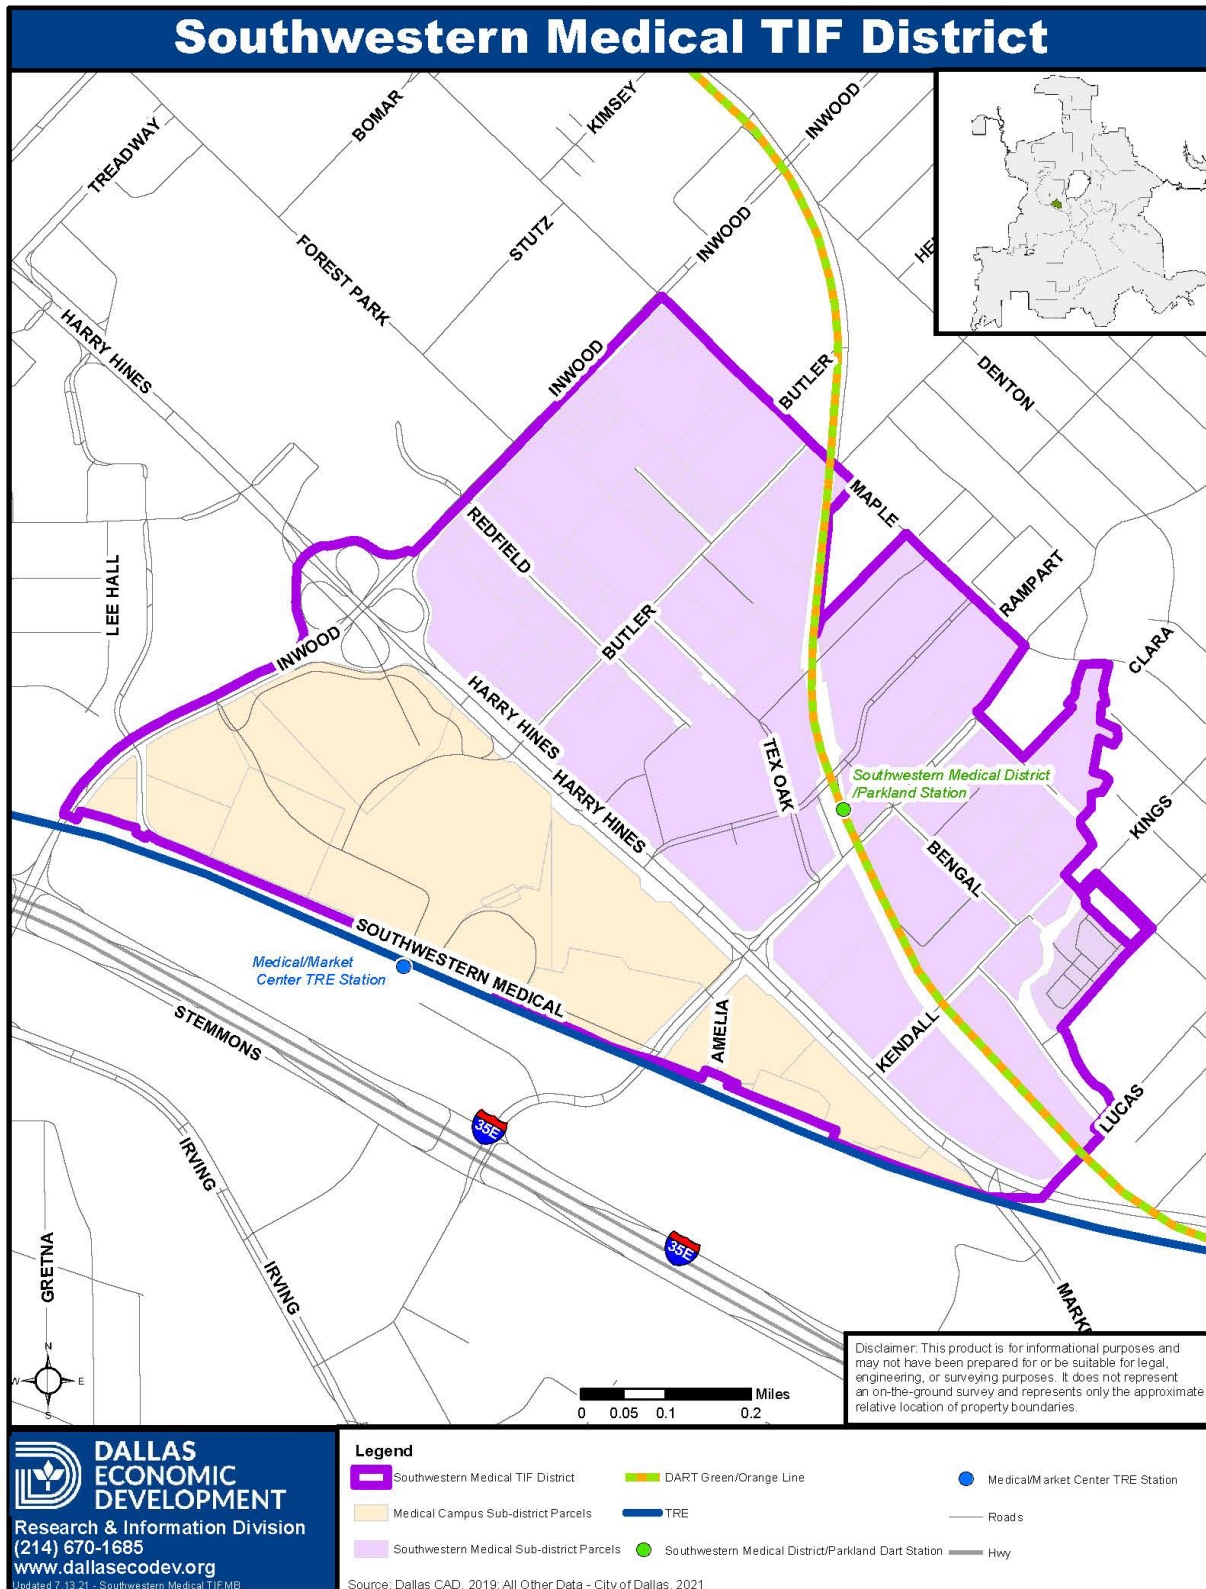 Southwestern Medical TIF District
TREADWAY
BOMAR
KIMSEY
INWOOD
FOREST PARK
STUTZ
INWOOD
HARRY HINES
INWOOD
BUTLER
DENTON
MAPLE
REDFIELD
LEE HALL
RAMPART
BUTLER
INWOOD
CLARA
HARRY HINES
HARRY HINES
TEX OAK
Southwestern Medical District
/Parkland Station
KINGS
BENGAL
SOUTHWESTERN MEDICAL
Medical/Market
Center TRE Station
AMELIA
STEMMONS
KENDALL
LUCAS
35E
IRVING
35E
GRETNA
IRVING
N
W
E
S
Miles
0 0.05 0.1 0.2
Disclaimer: This product is for informational purposes and
may not have been prepared for or be suitable for legal,
engineering, or surveying purposes. It does not represent
an on-the-ground survey and represents only the approximate
relative location of property boundaries.
DALLAS
ECONOMIC
DEVELOPMENT
Research & Information Division
(214) 670-1685
www.dallasecodev.org
Updated 7.13.21 - Southwestern Medical TIF.MB
Legend
Southwestern Medical TIF District
DART Green/Orange Line
Medical/Market Center TRE Station
Medical Campus Sub-district Parcels
TRE
Roads
Southwestern Medical Sub-district Parcels
Southwestern Medical District/Parkland Dart Station
Hwy
Source: Dallas CAD, 2019; All Other Data - City of Dallas, 2021